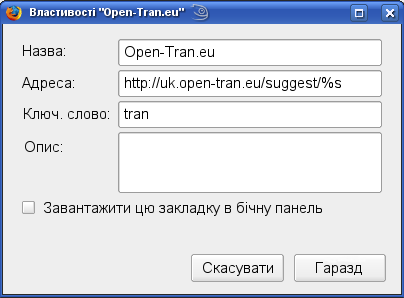 Властивості "Open-Tran.eu"
Назва: Open-Tran.eu
Адреса: http://uk.open-tran.eu/suggest/%s
Ключ. слово: tran
Опис:
Завантажити цю закладку в бічну панель
Скасувати Гаразд